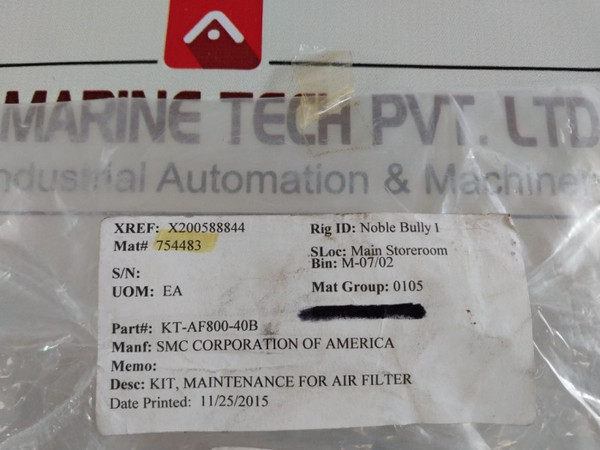 MARINE TECH PVT. LTD
ndustrial Automation & Machiner
XREF: X200588844 Rig ID: Noble Bully I
Mat# 754483 SLoc: Main Storeroom
Bin: M-07/02
S/N:
UOM: EA Mat Group: 0105
Part#: KT-AF800-40B
Manf: SMC CORPORATION OF AMERICA
Memo:
Desc: KIT, MAINTENANCE FOR AIR FILTER
Date Printed: 11/25/2015